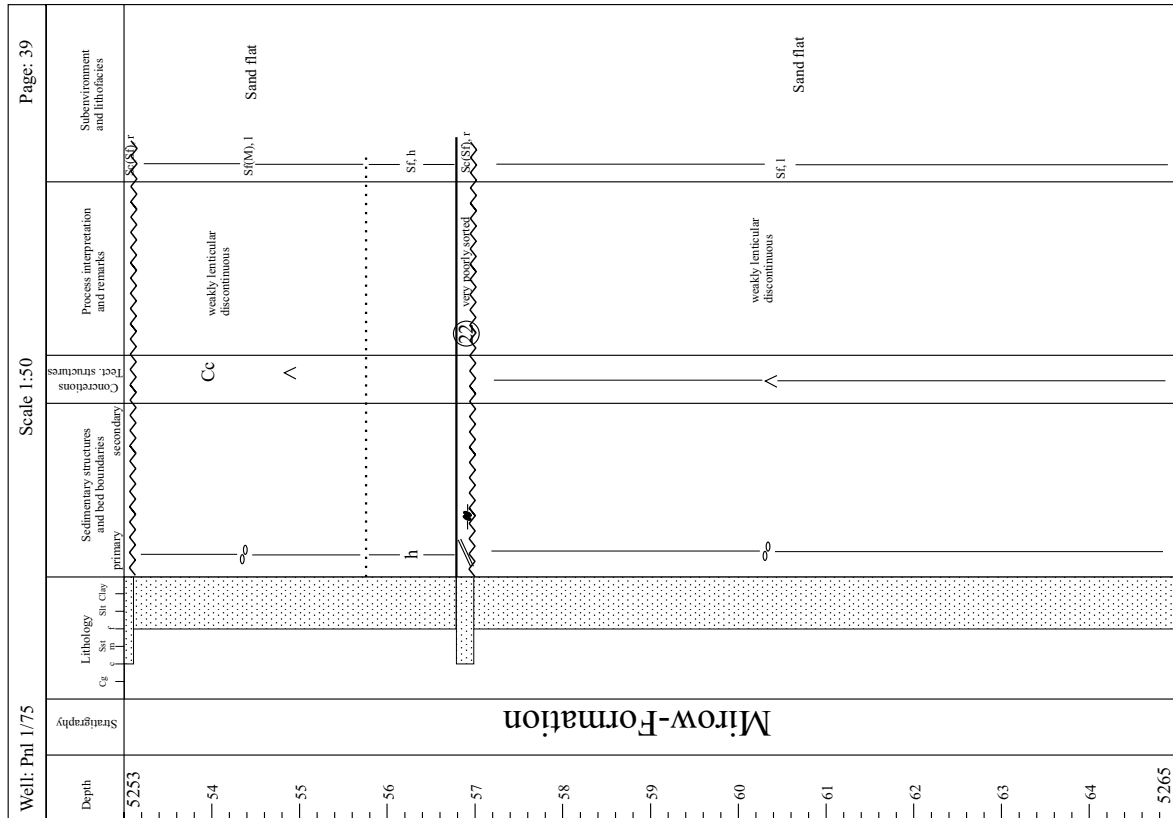 Well: Pnl 1/75
Scale 1:50
Page: 39
Depth
Stratigraphy
Lithology
Cg
c
Sst
m
f
Slt
Clay
Sedimentary structures
and bed boundaries
primary
secondary
Concretions
Tect. structures
Process interpretation
and remarks
Subenvironment
and lithofacies
5253
54
55
56
57
58
59
60
61
62
63
64
5265
Mirow-Formation
h
Cc
<
<
weakly lenticular
discontinuous
22
very poorly sorted
weakly lenticular
discontinuous
Sc(Sf), r
Sf(M), l
Sf, h
Sc(Sf), r
Sf, l
Sand flat
Sand flat